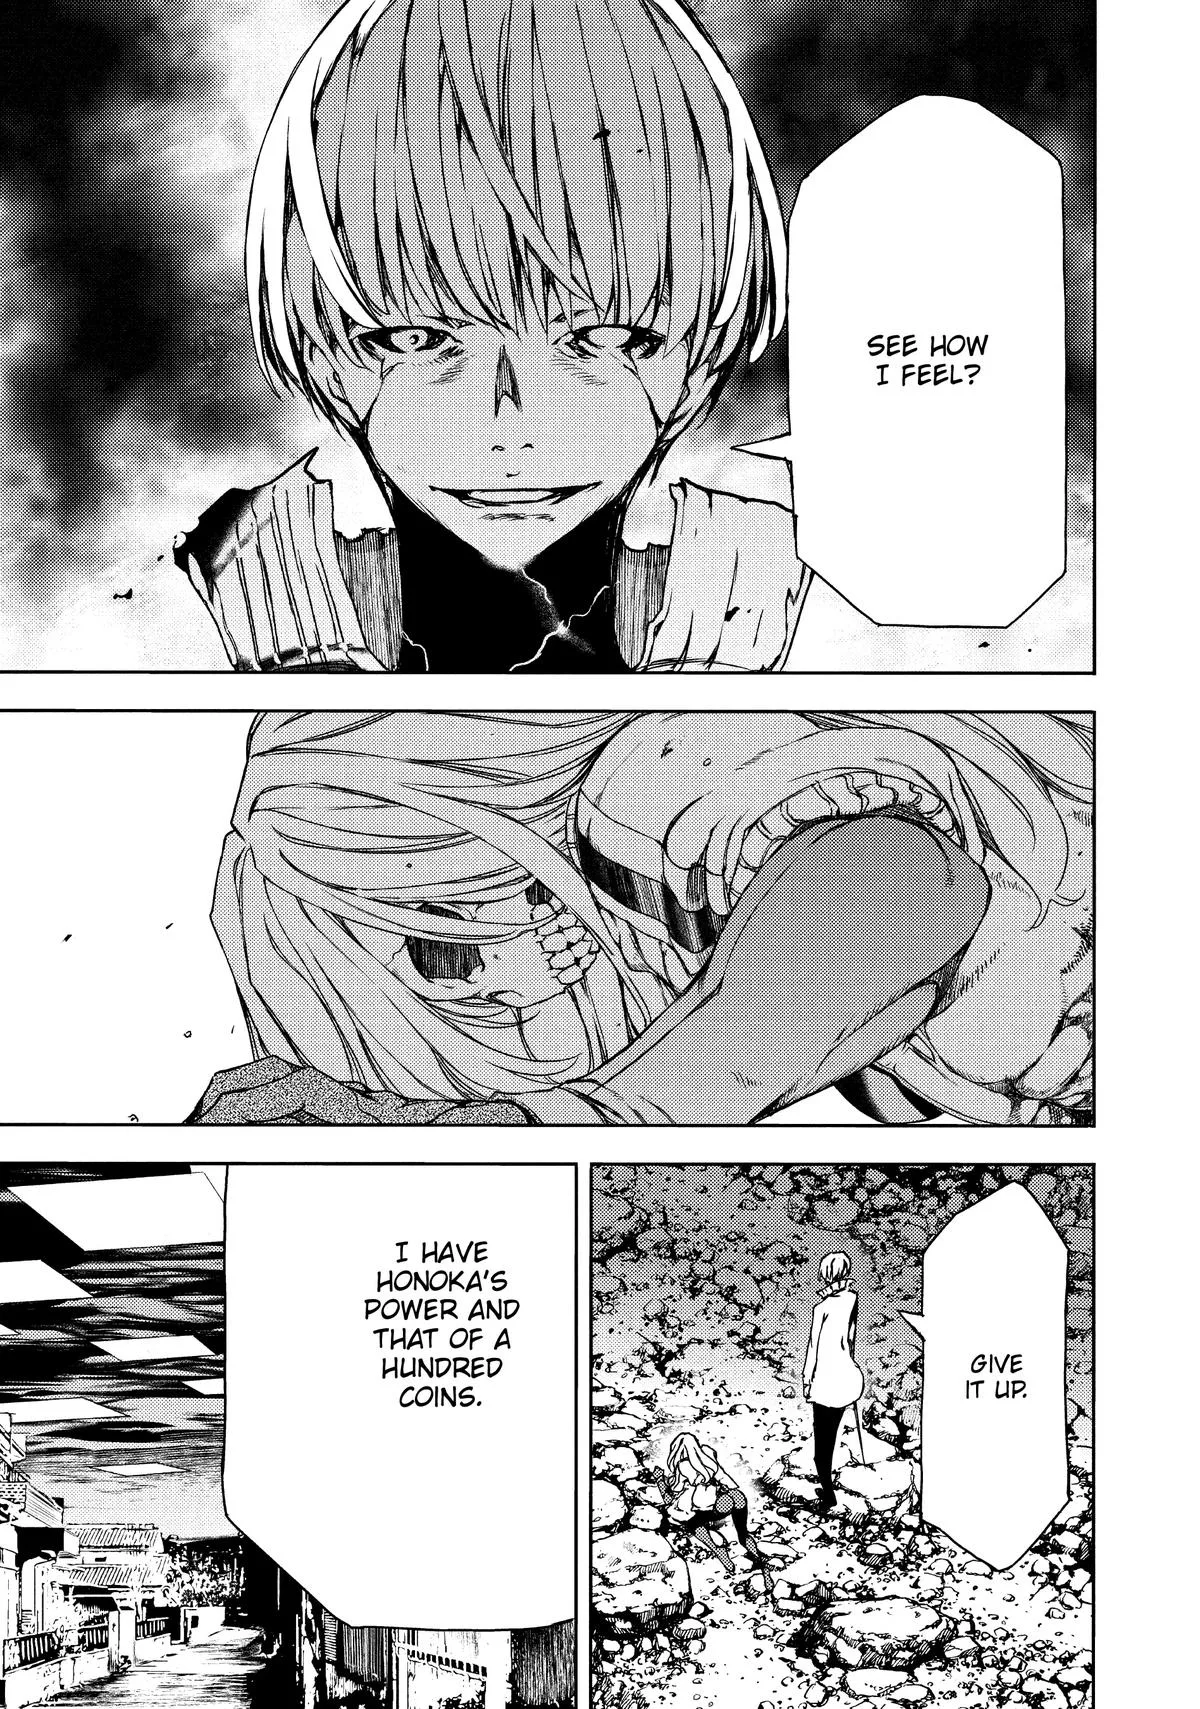 SEE HOW
I FEEL?
GIVE
IT UP.
I HAVE
HONOKA'S
POWER AND
THAT OF A
HUNDRED
COINS.